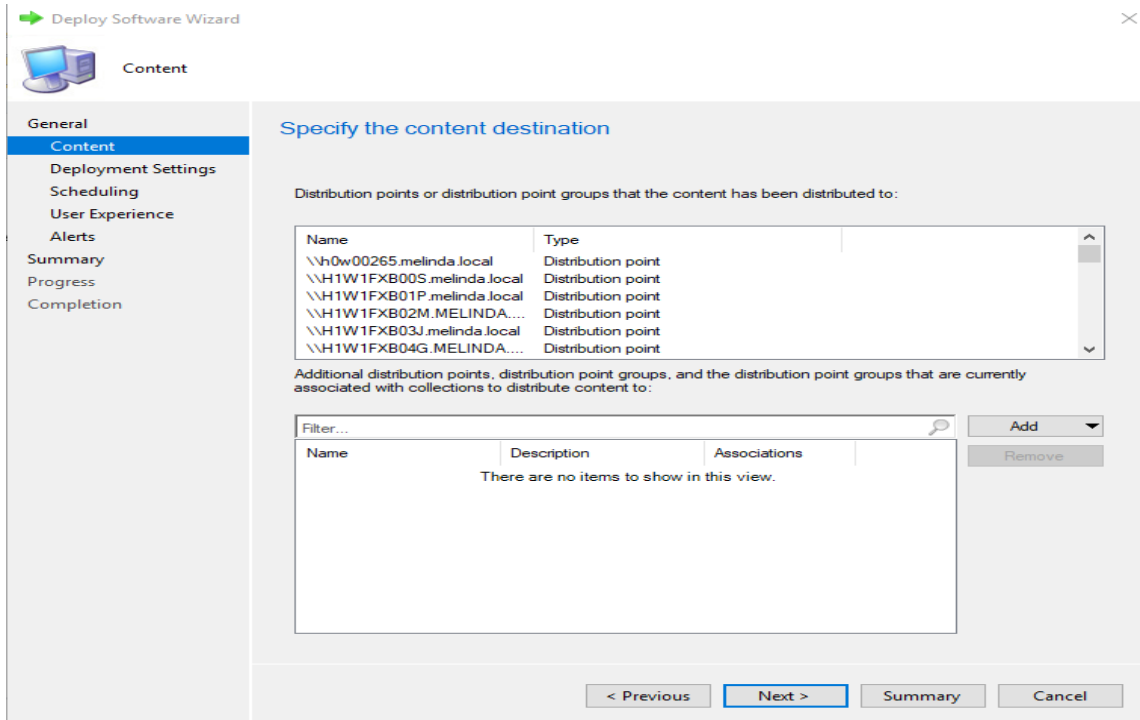 Deploy Software Wizard
Content
General
Content
Deployment Settings
Scheduling
User Experience
Alerts
Summary
Progress
Completion
Specify the content destination
Distribution points or distribution point groups that the content has been distributed to:
Name Type
\\h0w00265.melinda.local Distribution point
\\H1W1FXB00S.melinda.local Distribution point
\\H1W1FXB01P.melinda.local Distribution point
\\H1W1FXB02M.MELINDA.... Distribution point
\\H1W1FXB03J.melinda.local Distribution point
\\H1W1FXB04G.MELINDA.... Distribution point
Additional distribution points, distribution point groups, and the distribution point groups that are currently
associated with collections to distribute content to:
Filter...
Add
Name Description Associations
Remove
There are no items to show in this view.
< Previous Next > Summary Cancel